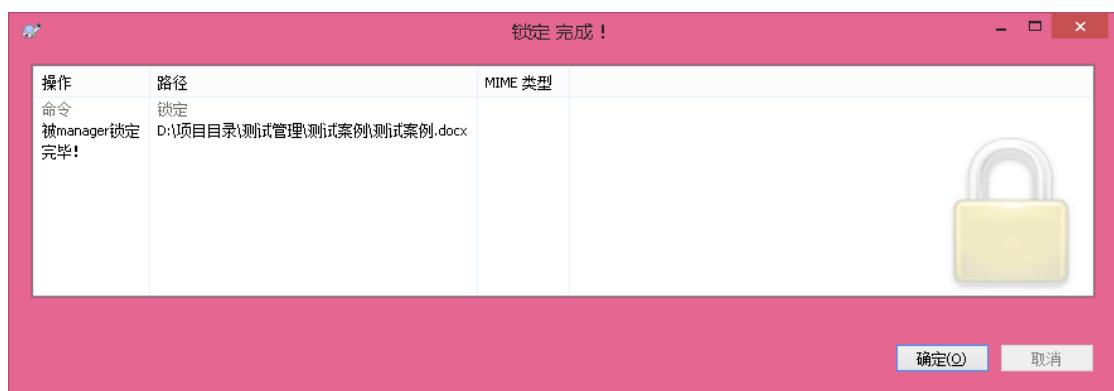 锁定 完成！
操作 路径 MIME 类型
命令 锁定
被manager锁定 D:\项目目录\测试管理\测试案例\测试案例.docx
完毕!
确定(O) 取消